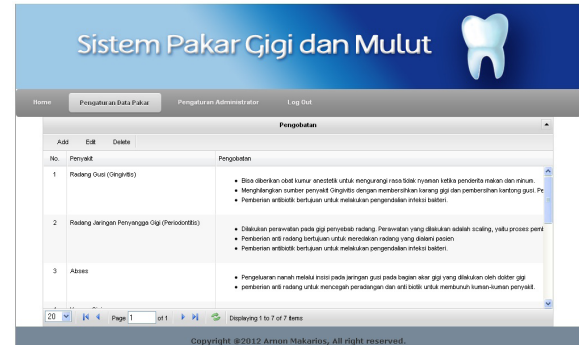 Sistem Pakar Gigi dan Mulut
Home Pengaturan Data Pakar Pengaturan Administrator Log Out
Pengobatan
Add Edit Delete
No. Penyakit Pengobatan
1 Radang Gusi (Gingivitis)
Bisa diberikan obat kumur anestetik untuk mengurangi rasa tidak nyaman ketika penderita makan dan minum.
Menghilangkan sumber penyakit Gingivitis dengan membersihkan karang gigi dan pembersihan kantong gusi. Pe
Pemberian antibiotik bertujuan untuk melakukan pengendalian infeksi bakteri.
2 Radang Jaringan Penyangga Gigi (Periodontitis)
Dilakukan perawatan pada gigi penyebab radang. Perawatan yang dilakukan adalah scaling, yaitu proses pemb
Pemberian anti radang bertujuan untuk meredakan radang yang dialami pasien
Pemberian antibiotik bertujuan untuk melakukan pengendalian infeksi bakteri.
3 Abses
Pengeluaran nanah melalui insisi pada jaringan gusi pada bagian akar gigi yang dilakukan oleh dokter gigi
pemberian anti radang untuk mencegah peradangan dan anti biotik untuk membunuh kuman-kuman penyakit.
20 Page 1 of 1 Displaying 1 to 7 of 7 items
Copyright @2012 Arnon Makarios, All right reserved.